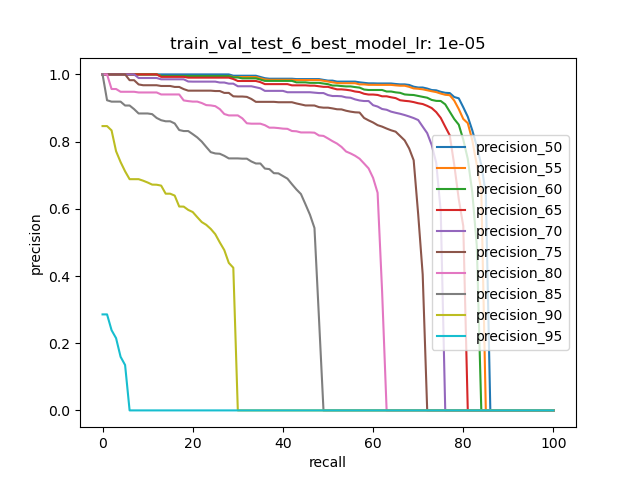 train_val_test_6_best_model_lr: 1e-05
precision
1.0
0.8
0.6
0.4
0.2
0.0
precision_50
precision_55
precision_60
precision_65
precision_70
precision_75
precision_80
precision_85
precision_90
precision_95
0 20 40 60 80 100
recall